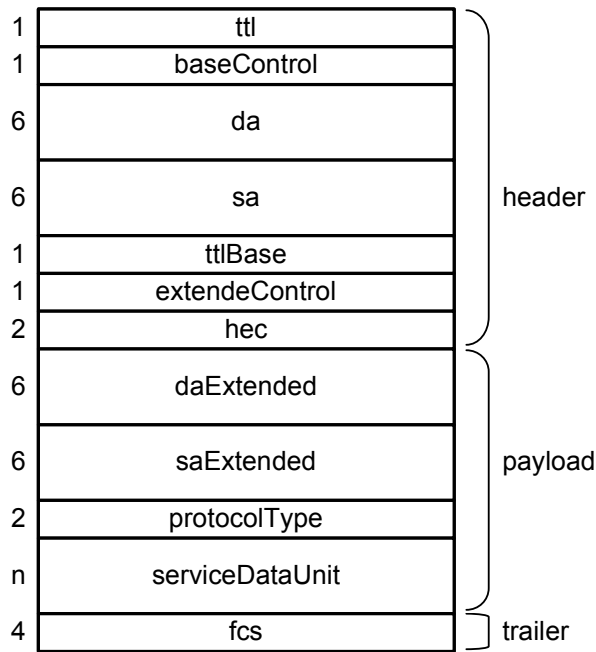 1 ttl
1 baseControl
6 da
6 sa header
1 ttlBase
1 extendeControl
2 hec
6 daExtended
6 saExtended payload
2 protocolType
n serviceDataUnit
4 fcs trailer